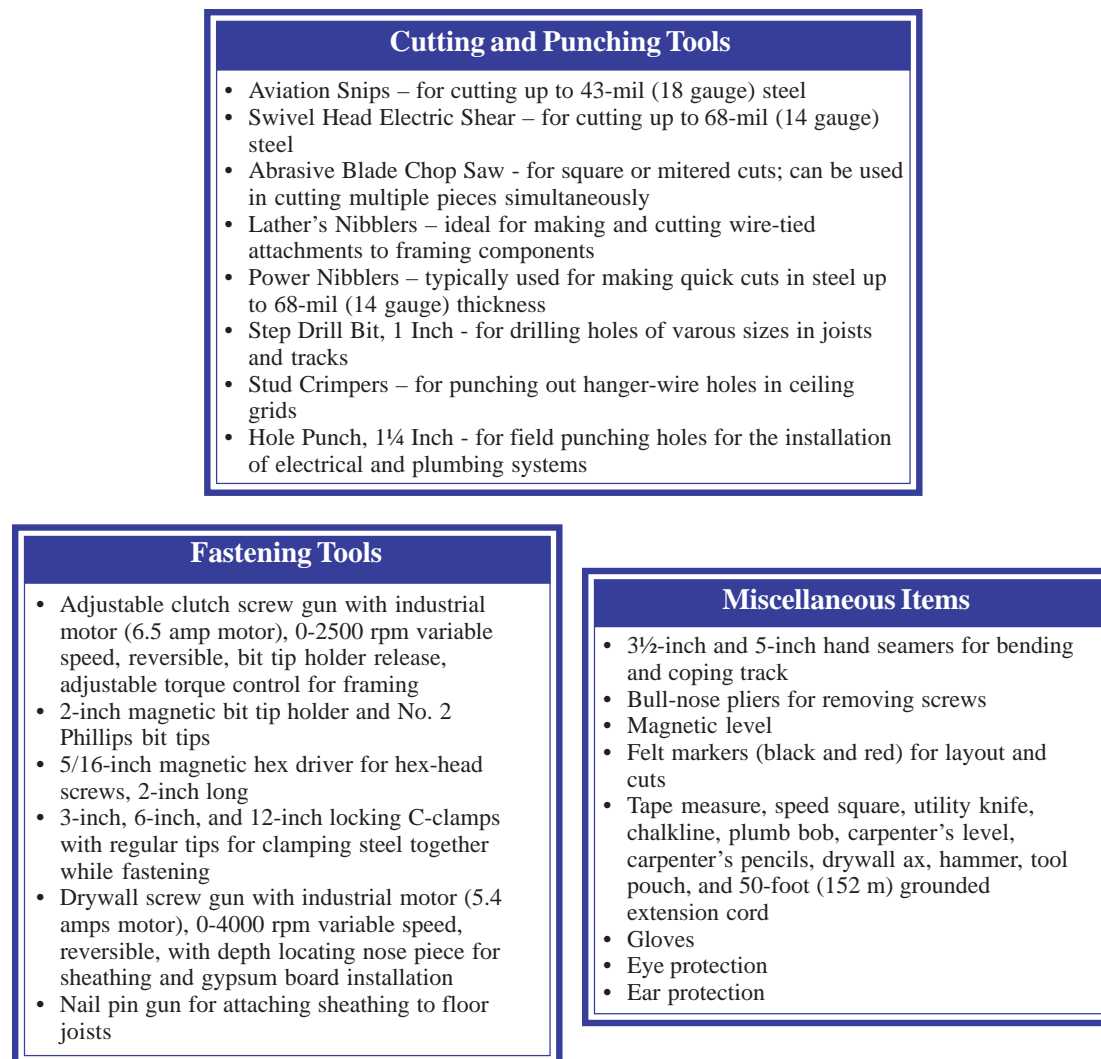 Cutting and Punching Tools
• Aviation Snips – for cutting up to 43-mil (18 gauge) steel
• Swivel Head Electric Shear – for cutting up to 68-mil (14 gauge)
steel
• Abrasive Blade Chop Saw - for square or mitered cuts; can be used
in cutting multiple pieces simultaneously
• Lather’s Nibblers – ideal for making and cutting wire-tied
attachments to framing components
• Power Nibblers – typically used for making quick cuts in steel up
to 68-mil (14 gauge) thickness
• Step Drill Bit, 1 Inch - for drilling holes of varous sizes in joists
and tracks
• Stud Crimpers – for punching out hanger-wire holes in ceiling
grids
• Hole Punch, 1¼ Inch - for field punching holes for the installation
of electrical and plumbing systems
Fastening Tools
• Adjustable clutch screw gun with industrial
motor (6.5 amp motor), 0-2500 rpm variable
speed, reversible, bit tip holder release,
adjustable torque control for framing
• 2-inch magnetic bit tip holder and No. 2
Phillips bit tips
• 5/16-inch magnetic hex driver for hex-head
screws, 2-inch long
• 3-inch, 6-inch, and 12-inch locking C-clamps
with regular tips for clamping steel together
while fastening
• Drywall screw gun with industrial motor (5.4
amps motor), 0-4000 rpm variable speed,
reversible, with depth locating nose piece for
sheathing and gypsum board installation
• Nail pin gun for attaching sheathing to floor
joists
Miscellaneous Items
• 3½-inch and 5-inch hand seamers for bending
and coping track
• Bull-nose pliers for removing screws
• Magnetic level
• Felt markers (black and red) for layout and
cuts
• Tape measure, speed square, utility knife,
chalkline, plumb bob, carpenter’s level,
carpenter’s pencils, drywall ax, hammer, tool
pouch, and 50-foot (152 m) grounded
extension cord
• Gloves
• Eye protection
• Ear protection